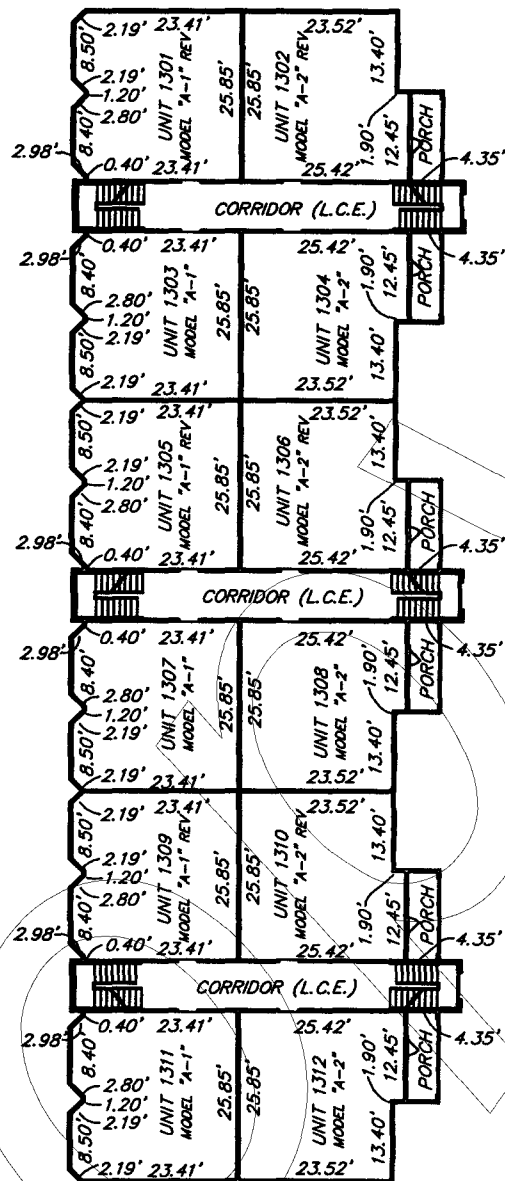 23.41' 23.52'
8.50' 2.19' 13.40'
UNIT 1301 MODEL "A-1" REV
25.85'
UNIT 1302 MODEL "A-2" REV
2.19'
1.20'
2.80'
8.40'
2.98'
0.40' 23.41' 25.42' 1.90' 12.45' PORCH 4.35'
CORRIDOR (L.C.E.)
2.98' 0.40' 23.41' 25.42' 4.35'
8.40' 1.90' 12.45' PORCH
UNIT 1303 MODEL "A-1"
25.85' 25.85'
UNIT 1304 MODEL "A-2"
2.80'
1.20'
2.19'
8.50' 13.40'
2.19' 23.41' 23.52'
2.19' 23.41' 23.52'
8.50' 13.40'
UNIT 1305 MODEL "A-1" REV
25.85' 25.85'
UNIT 1306 MODEL "A-2" REV
2.19'
1.20'
2.80'
8.40' 1.90' 12.45' PORCH
2.98' 0.40' 23.41' 25.42' 4.35'
CORRIDOR (L.C.E.)
2.98' 0.40' 23.41' 25.42' 4.35'
8.40' 1.90' 12.45' PORCH
UNIT 1307 MODEL "A-1"
25.85' 25.85'
UNIT 1308 MODEL "A-2"
2.80'
1.20'
2.19'
8.50' 13.40'
2.19' 23.41' 23.52'
2.19' 23.41' 23.52'
8.50' 13.40'
UNIT 1309 MODEL "A-1" REV
25.85' 25.85'
UNIT 1310 MODEL "A-2" REV
2.19'
1.20'
2.80'
8.40' 1.90' 12.45' PORCH
2.98' 0.40' 23.41' 25.42' 4.35'
CORRIDOR (L.C.E.)
2.98' 0.40' 23.41' 25.42' 4.35'
8.40' 1.90' 12.45' PORCH
UNIT 1311 MODEL "A-1"
25.85' 25.85'
UNIT 1312 MODEL "A-2"
2.80'
1.20'
2.19'
8.50' 13.40'
2.19' 23.41' 23.52'